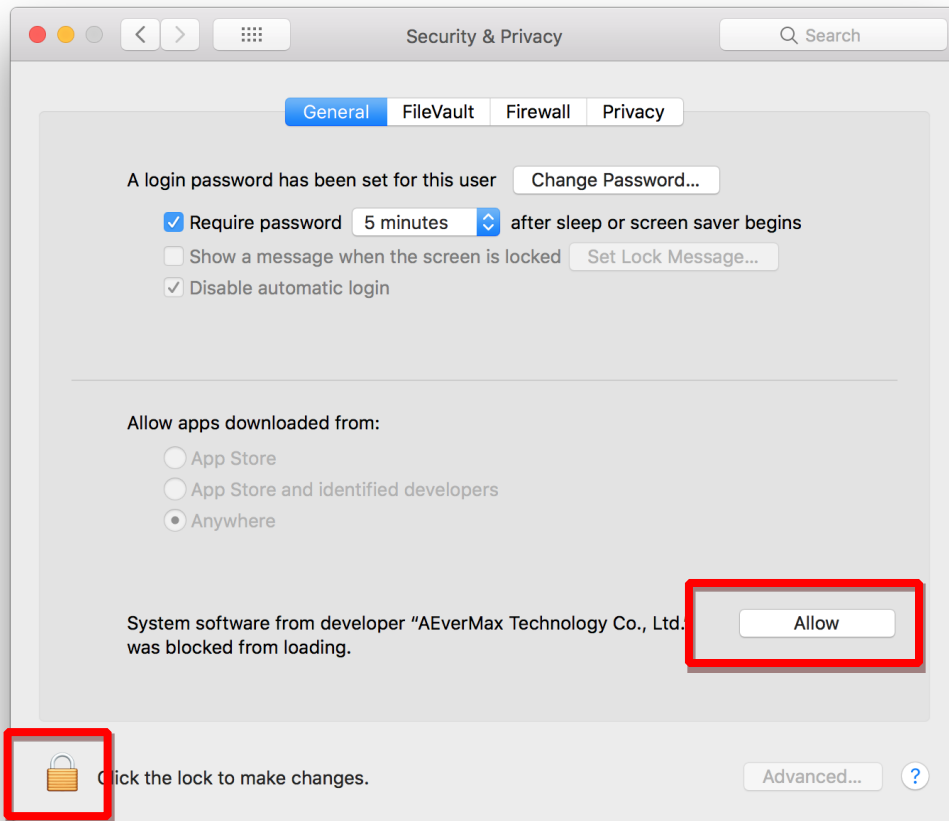 Security & Privacy
Search
General FileVault Firewall Privacy
A login password has been set for this user Change Password...
Require password 5 minutes after sleep or screen saver begins
Show a message when the screen is locked Set Lock Message...
Disable automatic login
Allow apps downloaded from:
App Store
App Store and identified developers
Anywhere
System software from developer “AEverMax Technology Co., Ltd.” Allow
was blocked from loading.
Click the lock to make changes.
Advanced... ?